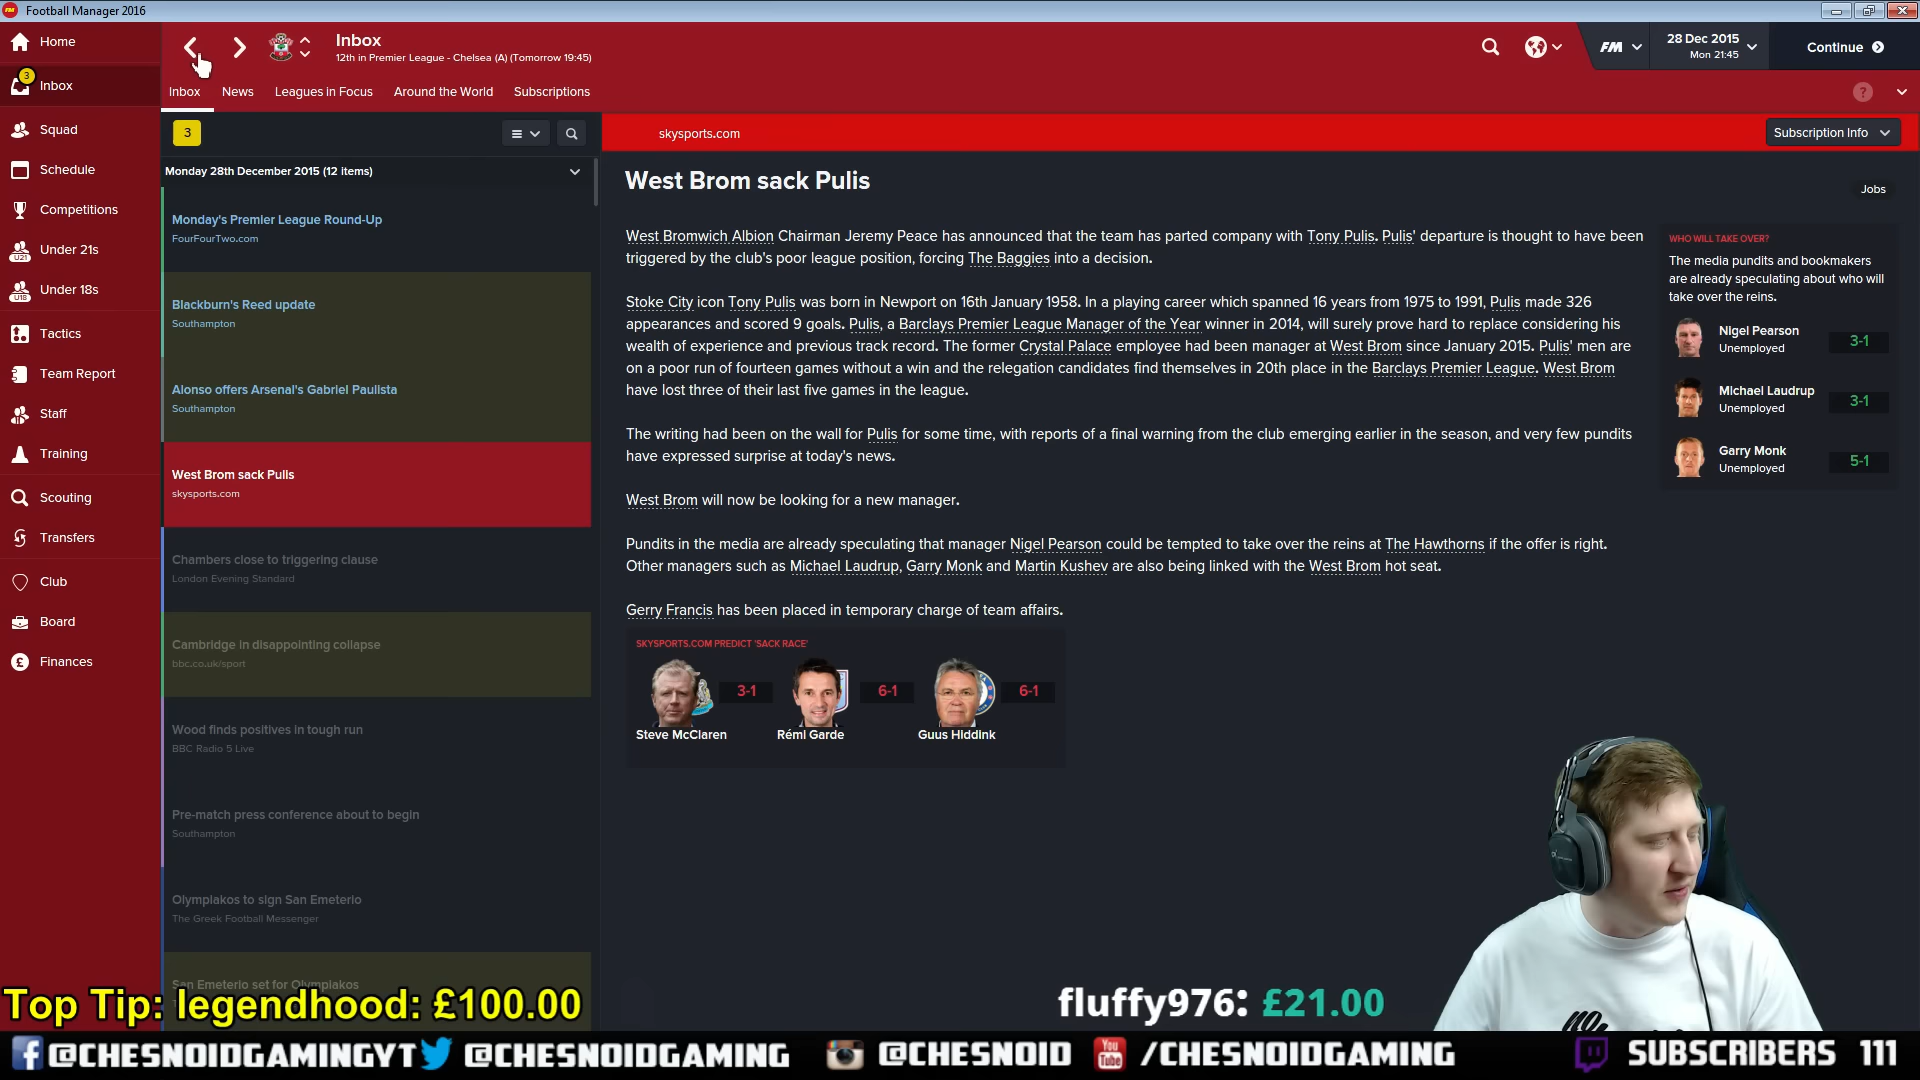 Football Manager 2016
Home
3
Inbox
Squad
Schedule
Competitions
U21
Under 21s
U18
Under 18s
Tactics
Team Report
Staff
Training
Scouting
Transfers
Club
Board
Finances
Inbox
12th in Premier League - Chelsea (A) (Tomorrow 19:45)
FM
28 Dec 2015
Mon 21:45
Continue
Inbox
News
Leagues in Focus
Around the World
Subscriptions
?
3
Monday 28th December 2015 (12 items)
Monday's Premier League Round-Up
FourFourTwo.com
Blackburn's Reed update
Southampton
Alonso offers Arsenal's Gabriel Paulista
Southampton
West Brom sack Pulis
skysports.com
Chambers close to triggering clause
London Evening Standard
Cambridge in disappointing collapse
bbc.co.uk/sport
Wood finds positives in tough run
BBC Radio 5 Live
Pre-match press conference about to begin
Southampton
Olympiakos to sign San Emeterio
The Greek Football Messenger
San Emeterio set for Olympiakos
skysports.com
Subscription Info
West Brom sack Pulis
Jobs
West Bromwich Albion Chairman Jeremy Peace has announced that the team has parted company with Tony Pulis. Pulis' departure is thought to have been
triggered by the club's poor league position, forcing The Baggies into a decision.
Stoke City icon Tony Pulis was born in Newport on 16th January 1958. In a playing career which spanned 16 years from 1975 to 1991, Pulis made 326
appearances and scored 9 goals. Pulis, a Barclays Premier League Manager of the Year winner in 2014, will surely prove hard to replace considering his
wealth of experience and previous track record. The former Crystal Palace employee had been manager at West Brom since January 2015. Pulis' men are
on a poor run of fourteen games without a win and the relegation candidates find themselves in 20th place in the Barclays Premier League. West Brom
have lost three of their last five games in the league.
The writing had been on the wall for Pulis for some time, with reports of a final warning from the club emerging earlier in the season, and very few pundits
have expressed surprise at today's news.
West Brom will now be looking for a new manager.
Pundits in the media are already speculating that manager Nigel Pearson could be tempted to take over the reins at The Hawthorns if the offer is right.
Other managers such as Michael Laudrup, Garry Monk and Martin Kushev are also being linked with the West Brom hot seat.
Gerry Francis has been placed in temporary charge of team affairs.
SKYSPORTS.COM PREDICT 'SACK RACE'
3-1
6-1
6-1
Steve McClaren
Rémi Garde
Guus Hiddink
WHO WILL TAKE OVER?
The media pundits and bookmakers
are already speculating about who will
take over the reins.
Nigel Pearson
Unemployed
3-1
Michael Laudrup
Unemployed
3-1
Garry Monk
Unemployed
5-1
Top Tip: legendhood: £100.00
fluffy976: £21.00
@CHESNOIDGAMINGYT
@CHESNOIDGAMING
@CHESNOID
You Tube
/CHESNOIDGAMING
SUBSCRIBERS 111